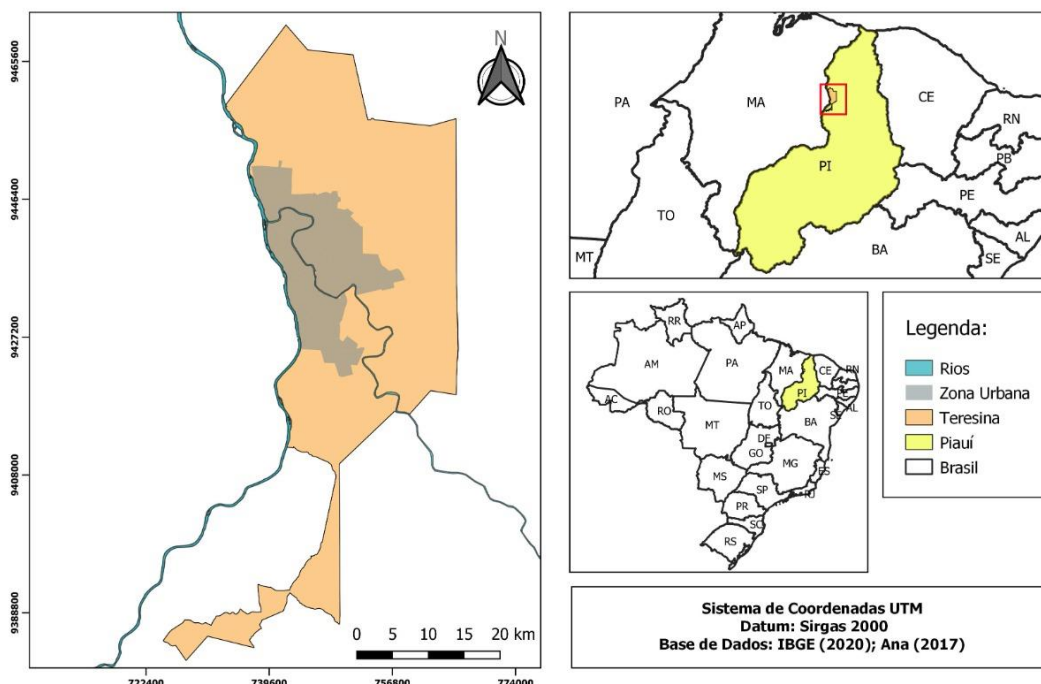 N
9465600
9446400
9427200
9408000
9388800
722400
739600
756800
774000
0 5 10 15 20 km
PA
MA
CE
RN
PB
PI
PE
TO
AL
BA
SE
MT
RR
AP
AM
PA
MA
CE
RN
PI
PE
AC
TO
AL
SE
RO
BA
MT
DF
GO
MG
MS
ES
SP
RJ
PR
SC
RS
Legenda:
Rios
Zona Urbana
Teresina
Piauí
Brasil
Sistema de Coordenadas UTM
Datum: Sirgas 2000
Base de Dados: IBGE (2020); Ana (2017)